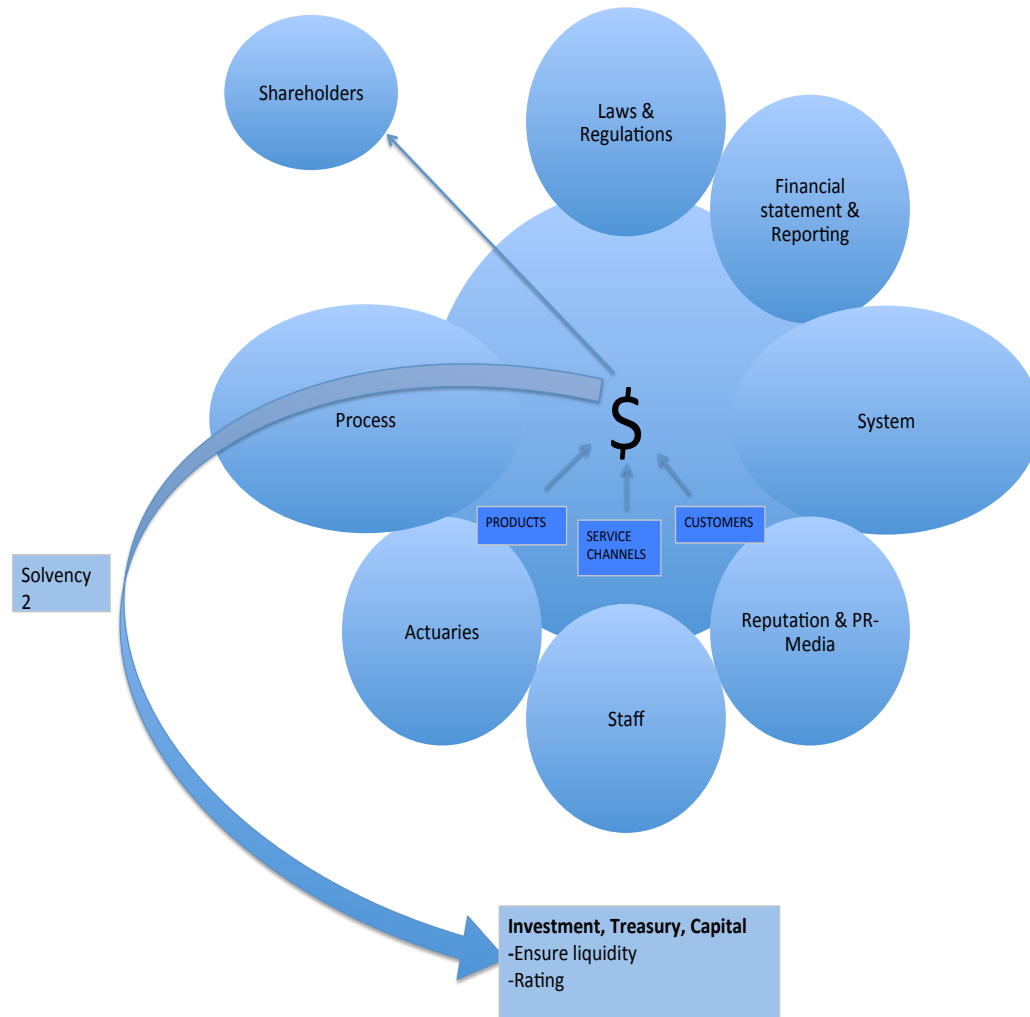 Shareholders
Laws &
Regulations
Financial
statement &
Reporting
Process
$
System
PRODUCTS
SERVICE
CHANNELS
CUSTOMERS
Solvency
2
Actuaries
Reputation & PR-
Media
Staff
Investment, Treasury, Capital
-Ensure liquidity
-Rating